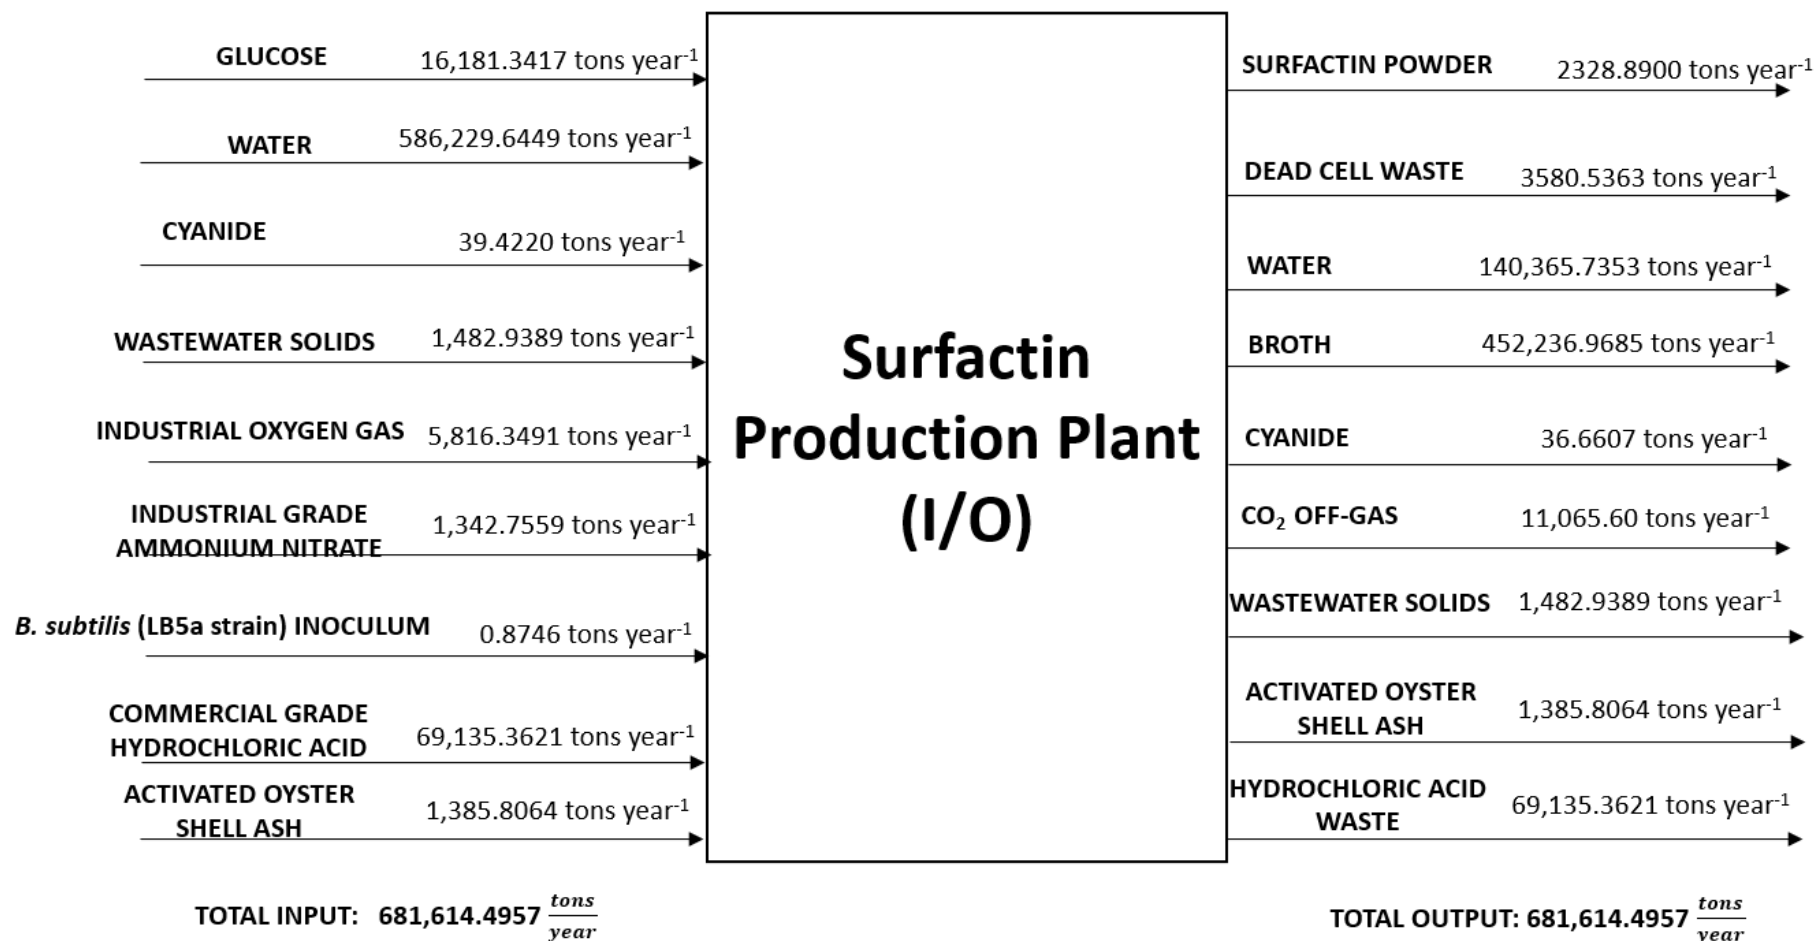 GLUCOSE 16,181.3417 tons year-1
WATER 586,229.6449 tons year-1
CYANIDE 39.4220 tons year-1
WASTEWATER SOLIDS 1,482.9389 tons year-1
INDUSTRIAL OXYGEN GAS 5,816.3491 tons year-1
INDUSTRIAL GRADE
AMMONIUM NITRATE 1,342.7559 tons year-1
B. subtilis (LB5a strain) INOCULUM 0.8746 tons year-1
COMMERCIAL GRADE
HYDROCHLORIC ACID 69,135.3621 tons year-1
ACTIVATED OYSTER
SHELL ASH 1,385.8064 tons year-1
TOTAL INPUT: 681,614.4957 tons/year
Surfactin
Production Plant
(I/O)
SURFACTIN POWDER 2328.8900 tons year-1
DEAD CELL WASTE 3580.5363 tons year-1
WATER 140,365.7353 tons year-1
BROTH 452,236.9685 tons year-1
CYANIDE 36.6607 tons year-1
CO2 OFF-GAS 11,065.60 tons year-1
WASTEWATER SOLIDS 1,482.9389 tons year-1
ACTIVATED OYSTER
SHELL ASH 1,385.8064 tons year-1
HYDROCHLORIC ACID
WASTE 69,135.3621 tons year-1
TOTAL OUTPUT: 681,614.4957 tons/year